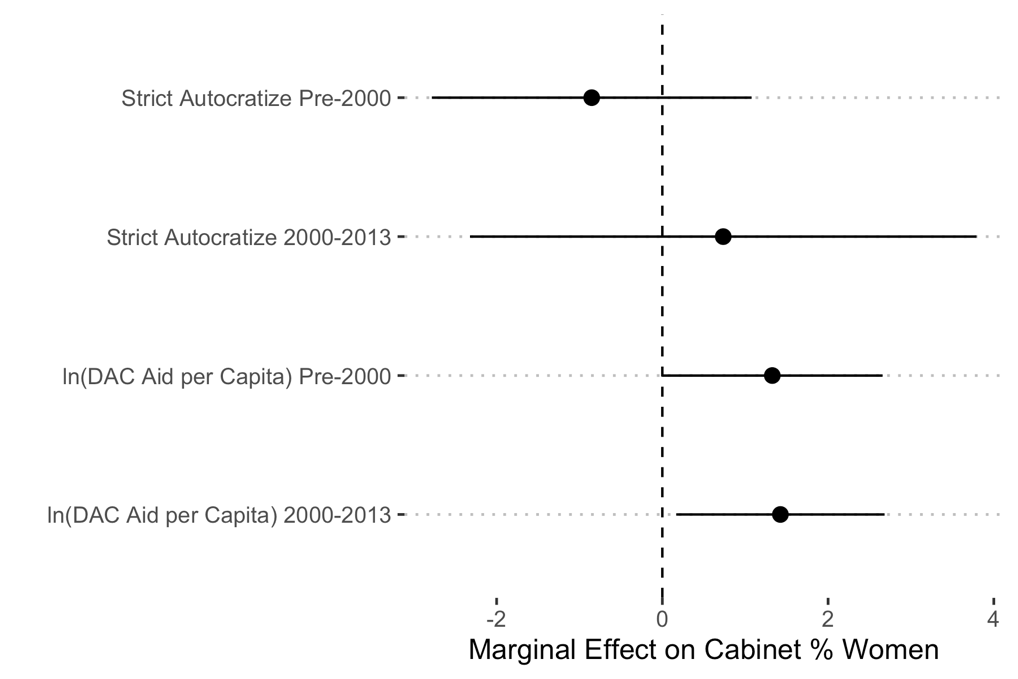 Strict Autocratize Pre-2000
Strict Autocratize 2000-2013
ln(DAC Aid per Capita) Pre-2000
ln(DAC Aid per Capita) 2000-2013
-2 0 2 4
Marginal Effect on Cabinet % Women